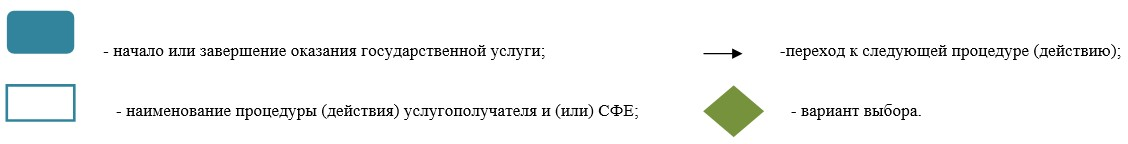 - начало или завершение оказания государственной услуги;
-переход к следующей процедуре (действию);
- наименование процедуры (действия) услугополучателя и (или) СФЕ;
- вариант выбора.